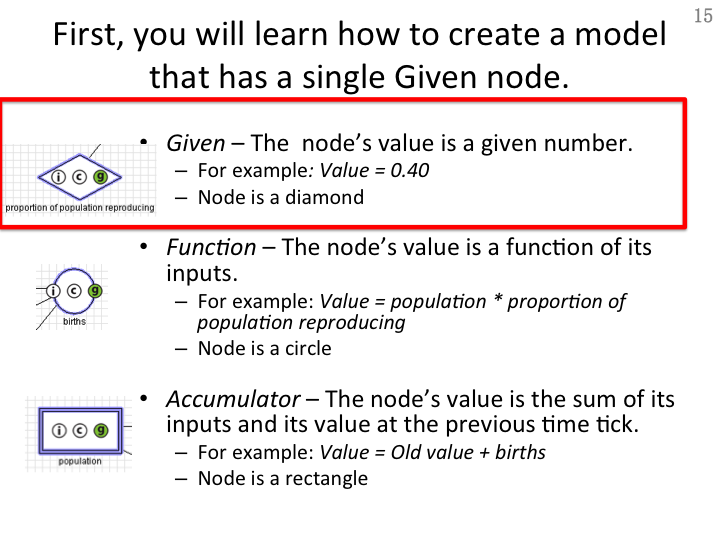 15
First, you will learn how to create a model
that has a single Given node.
• Given – The node's value is a given number.
– For example: Value = 0.40
– Node is a diamond
i c g
proportion of population reproducing
• Function – The node's value is a function of its
inputs.
– For example: Value = population * proportion of
population reproducing
– Node is a circle
i c g
births
• Accumulator – The node's value is the sum of its
inputs and its value at the previous time tick.
– For example: Value = Old value + births
– Node is a rectangle
i c g
population